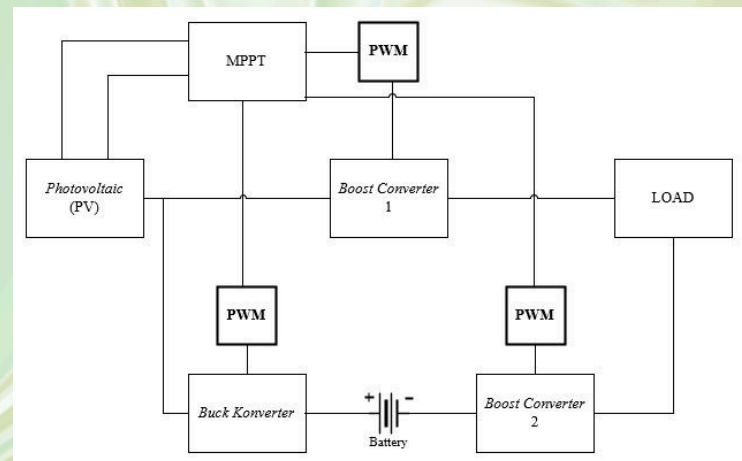 MPPT
PWM
Photovoltaic
(PV)
Boost Converter
1
LOAD
PWM
PWM
Buck Konverter
+
-
Battery
Boost Converter
2